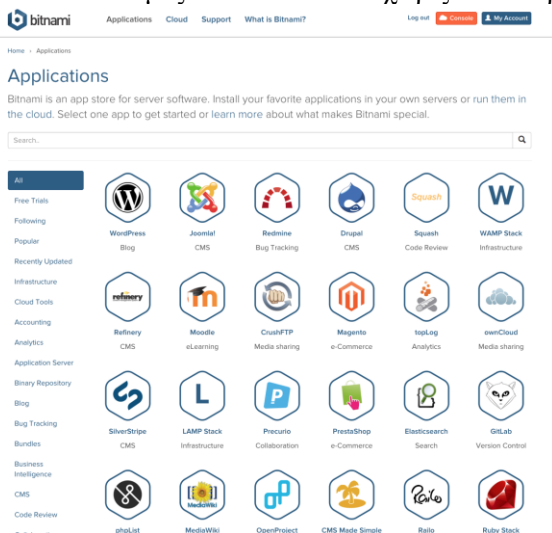 bitnami
Applications Cloud Support What is Bitnami?
Log out Console My Account
Home Applications
Applications
Bitnami is an app store for server software. Install your favorite applications in your own servers or run them in
the cloud. Select one app to get started or learn more about what makes Bitnami special.
Search..
All
Free Trials
Following
Popular
Recently Updated
Infrastructure
Cloud Tools
Accounting
Analytics
Application Server
Binary Repository
Blog
Bug Tracking
Bundles
Business
Intelligence
CMS
Code Review
Squash
W
WordPress Joomla! Redmine Drupal Squash WAMP Stack
Blog CMS Bug Tracking CMS Code Review Infrastructure
refinery
Refinery Moodle CrushFTP Magento topLog ownCloud
CMS eLearning Media sharing e-Commerce Analytics Media sharing
L
P
SilverStripe LAMP Stack Precurio PrestaShop Elasticsearch GitLab
CMS Infrastructure Collaboration e-Commerce Search Version Control
MediaWiki
Railo
phpList MediaWiki OpenProject CMS Made Simple Railo Ruby Stack